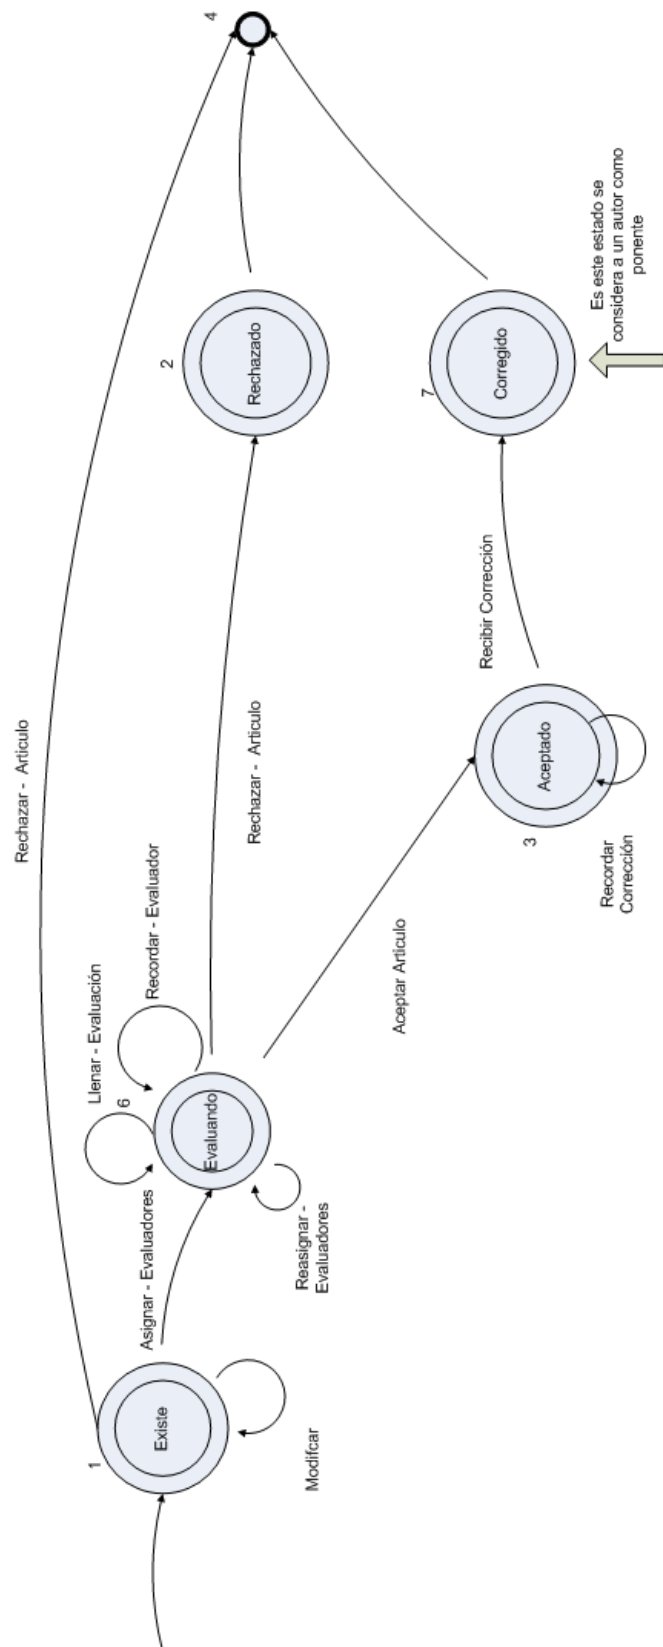 1
Existe
Modifcar
Asignar - Evaluadores
Llenar - Evaluación
6
Recordar - Evaluador
Evaluando
Reasignar -
Evaluadores
Rechazar - Articulo
Rechazar - Articulo
Aceptar Articulo
3
Aceptado
Recordar
Corrección
Recibir Corrección
2
Rechazado
7
Corregido
Es este estado se
considera a un autor como
ponente
4